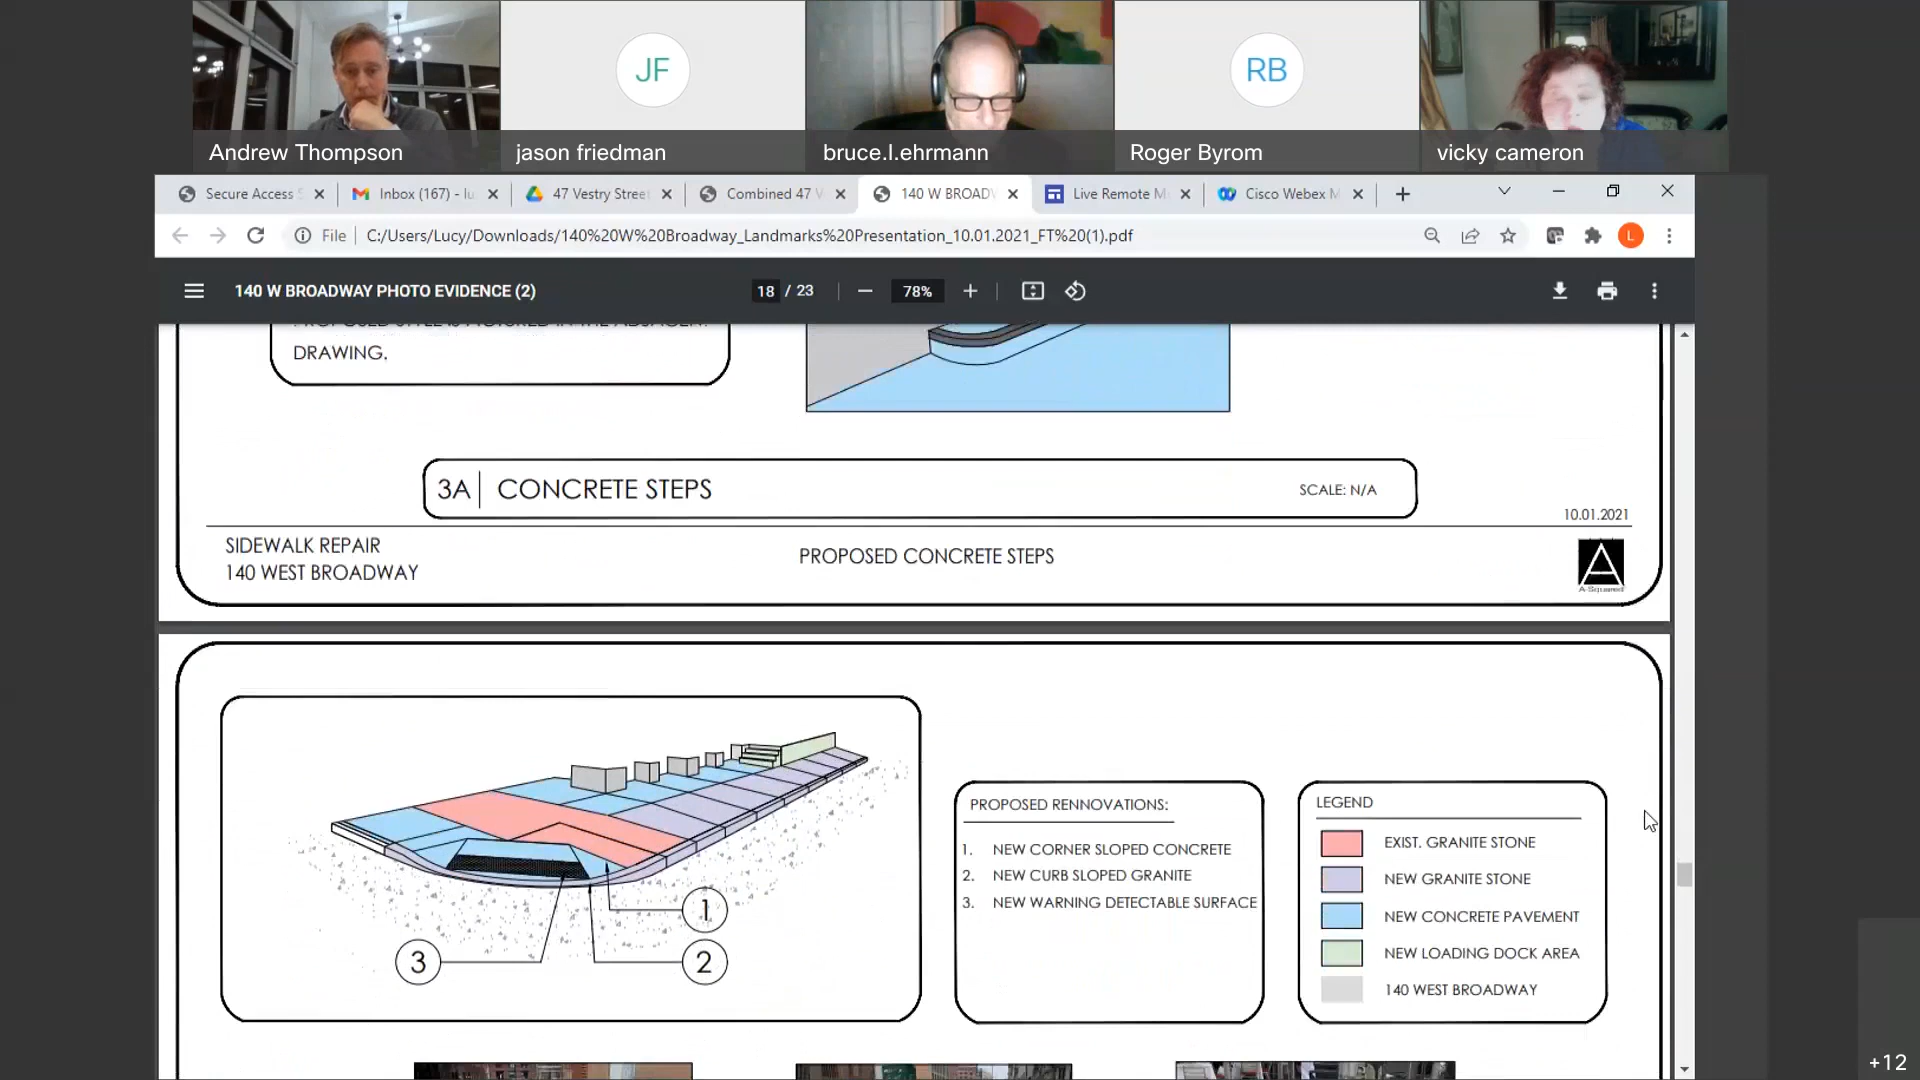 JF
RB
Andrew Thompson
jason friedman
bruce.l.ehrmann
Roger Byrom
vicky cameron
Secure Access
Inbox (167) - lu
47 Vestry Street
Combined 47 V
140 W BROADW
Live Remote M
Cisco Webex M
File
C:/Users/Lucy/Downloads/140%20W%20Broadway_Landmarks%20Presentation_10.01.2021_FT%20(1).pdf
L
140 W BROADWAY PHOTO EVIDENCE (2)
18 / 23
78%
DRAWING.
3A
CONCRETE STEPS
SCALE: N/A
10.01.2021
SIDEWALK REPAIR
140 WEST BROADWAY
PROPOSED CONCRETE STEPS
A
A-Squared
PROPOSED RENNOVATIONS:
1. NEW CORNER SLOPED CONCRETE
2. NEW CURB SLOPED GRANITE
3. NEW WARNING DETECTABLE SURFACE
LEGEND
EXIST. GRANITE STONE
NEW GRANITE STONE
NEW CONCRETE PAVEMENT
NEW LOADING DOCK AREA
140 WEST BROADWAY
1
3
2
+12